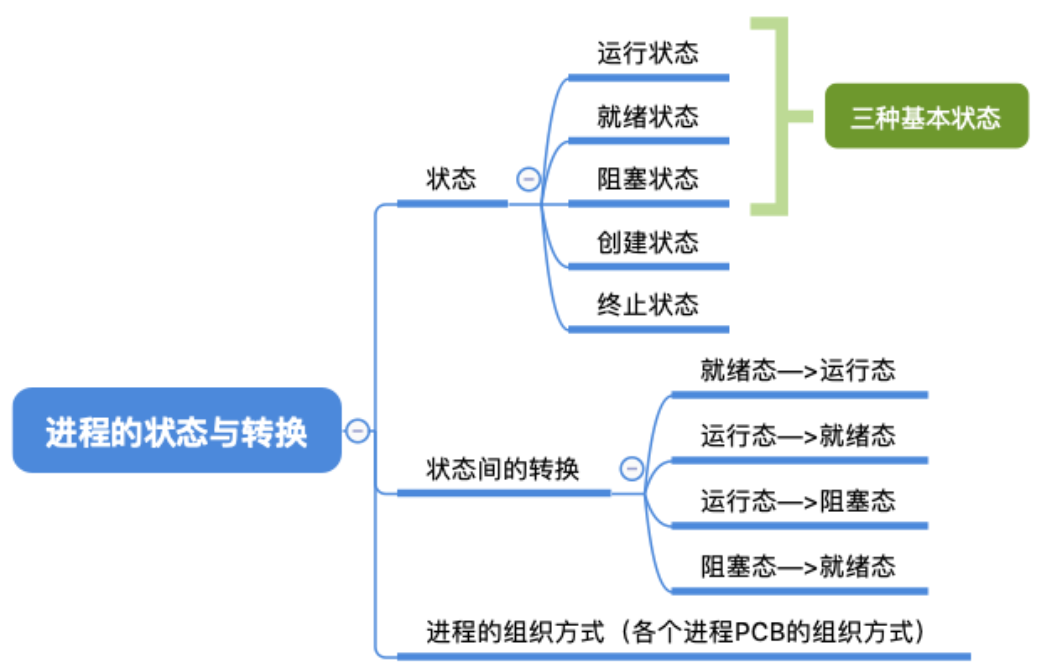 运行状态
就绪状态
三种基本状态
状态
阻塞状态
创建状态
终止状态
进程的状态与转换
就绪态—>运行态
运行态—>就绪态
状态间的转换
运行态—>阻塞态
阻塞态—>就绪态
进程的组织方式（各个进程PCB的组织方式）